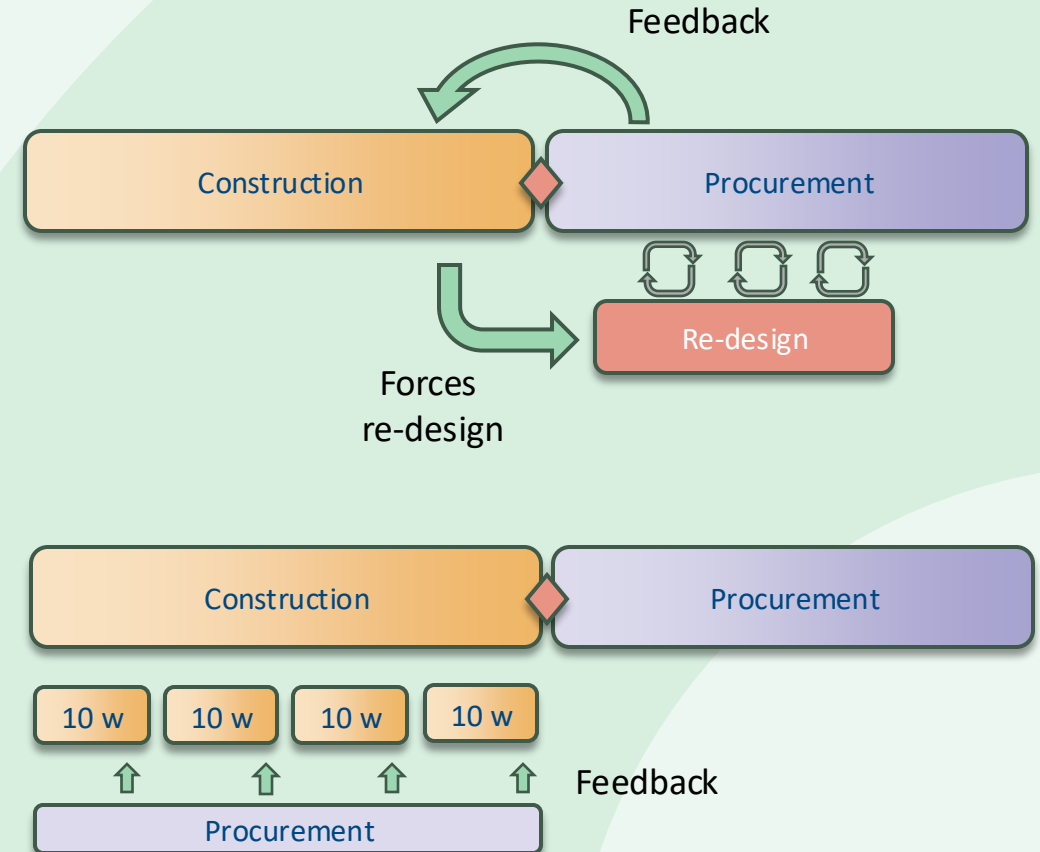 Feedback
Construction
Procurement
Re-design
Forces
re-design
Construction
Procurement
10 w
10 w
10 w
10 w
Feedback
Procurement